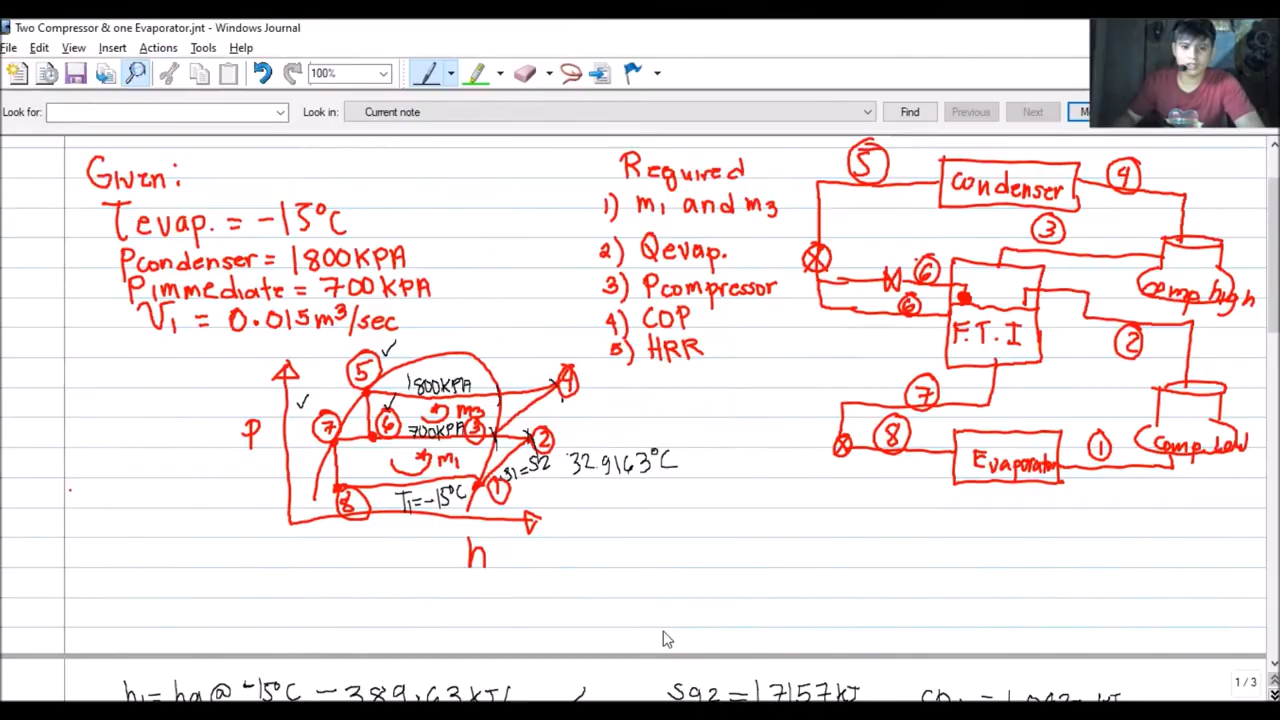 Two Compressor & one Evaporator.jnt - Windows Journal
File Edit View Insert Actions Tools Help
100%
Look for: Look in: Current note Find Previous Next
Given:
Tevap. = -15°C
Pcondenser = 1800KPA
Pimmediate = 700KPA
V1 = 0.015m³/sec
Required
1) m1 and m3
2) Qevap.
3) Pcompressor
4) COP
5) HRR
5 Condenser 4
3
6 Comp high
6
F.T.I
2
7
8 Evaporator 1
5 1800KPA 4
m3
P 7 6 700KPA 3 2
m1 S1=S2 32.9163°C
8 T1=-15°C 1
h
1/3
h1= hg@ -15°C